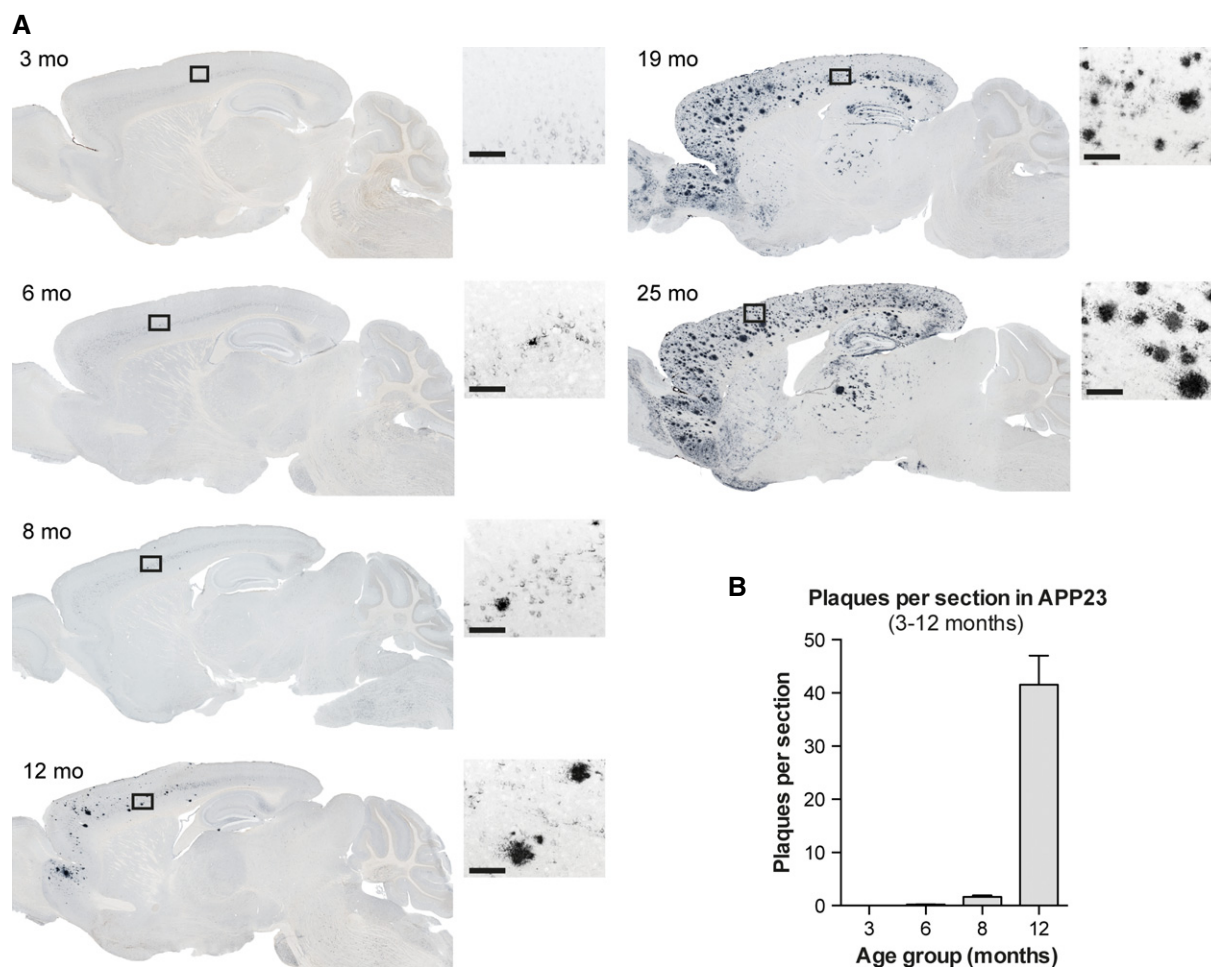 A
3 mo
19 mo
6 mo
25 mo
8 mo
12 mo
B
Plaques per section in APP23
(3-12 months)
Plaques per section
50
40
30
20
10
0
3 6 8 12
Age group (months)